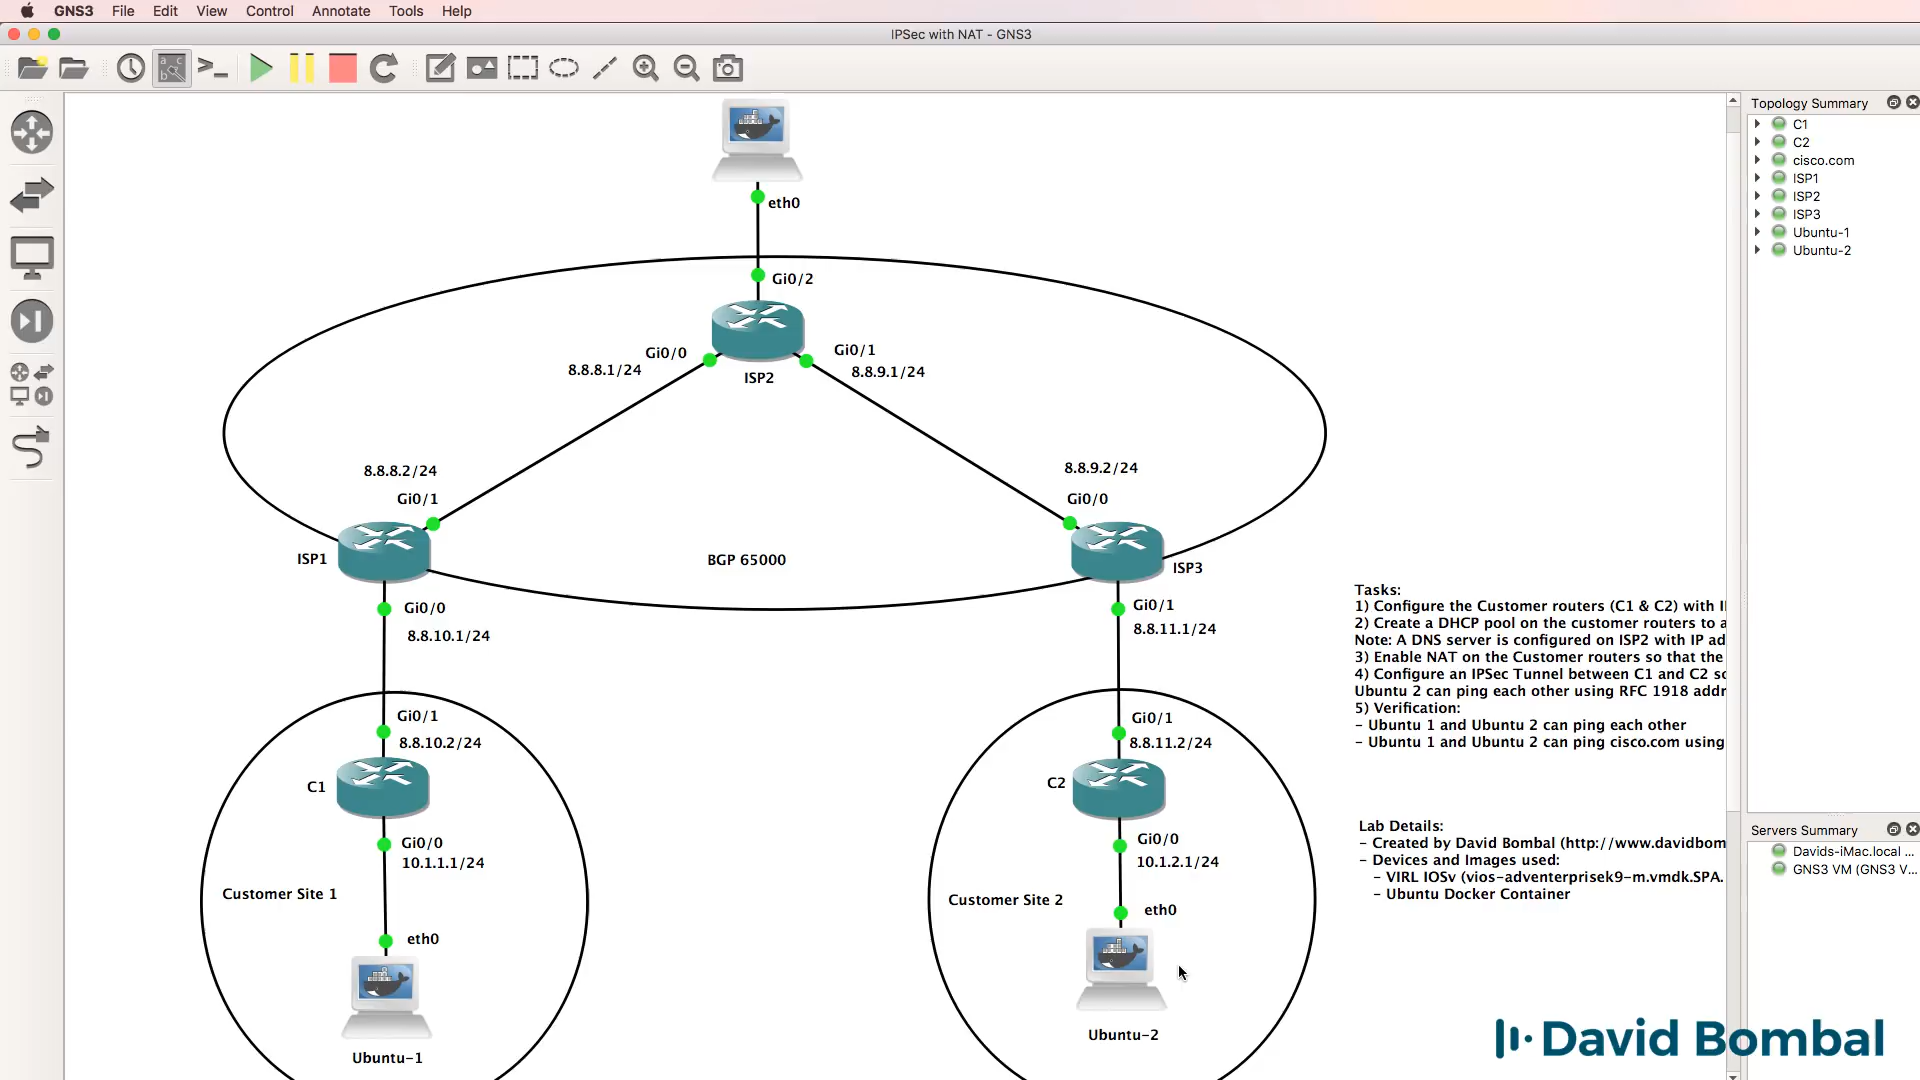 GNS3 File Edit View Control Annotate Tools Help
IPSec with NAT - GNS3
eth0
Gi0/2
Gi0/0
8.8.8.1/24
Gi0/1
8.8.9.1/24
ISP2
8.8.8.2/24
Gi0/1
8.8.9.2/24
Gi0/0
ISP1
BGP 65000
ISP3
Gi0/0
8.8.10.1/24
Gi0/1
8.8.11.1/24
Gi0/1
8.8.10.2/24
C1
Gi0/0
10.1.1.1/24
Customer Site 1
eth0
Ubuntu-1
Gi0/1
8.8.11.2/24
C2
Gi0/0
10.1.2.1/24
Customer Site 2
eth0
Ubuntu-2
Tasks:
1) Configure the Customer routers (C1 & C2) with
2) Create a DHCP pool on the customer routers to a
Note: A DNS server is configured on ISP2 with IP ad
3) Enable NAT on the Customer routers so that the
4) Configure an IPSec Tunnel between C1 and C2 sc
Ubuntu 2 can ping each other using RFC 1918 addr
5) Verification:
- Ubuntu 1 and Ubuntu 2 can ping each other
- Ubuntu 1 and Ubuntu 2 can ping cisco.com using
Lab Details:
- Created by David Bombal (http://www.davidbom
- Devices and Images used:
- VIRL IOSv (vios-adventerprisek9-m.vmdk.SPA.
- Ubuntu Docker Container
Topology Summary
C1
C2
cisco.com
ISP1
ISP2
ISP3
Ubuntu-1
Ubuntu-2
Servers Summary
Davids-iMac.local ...
GNS3 VM (GNS3 V...
David Bombal